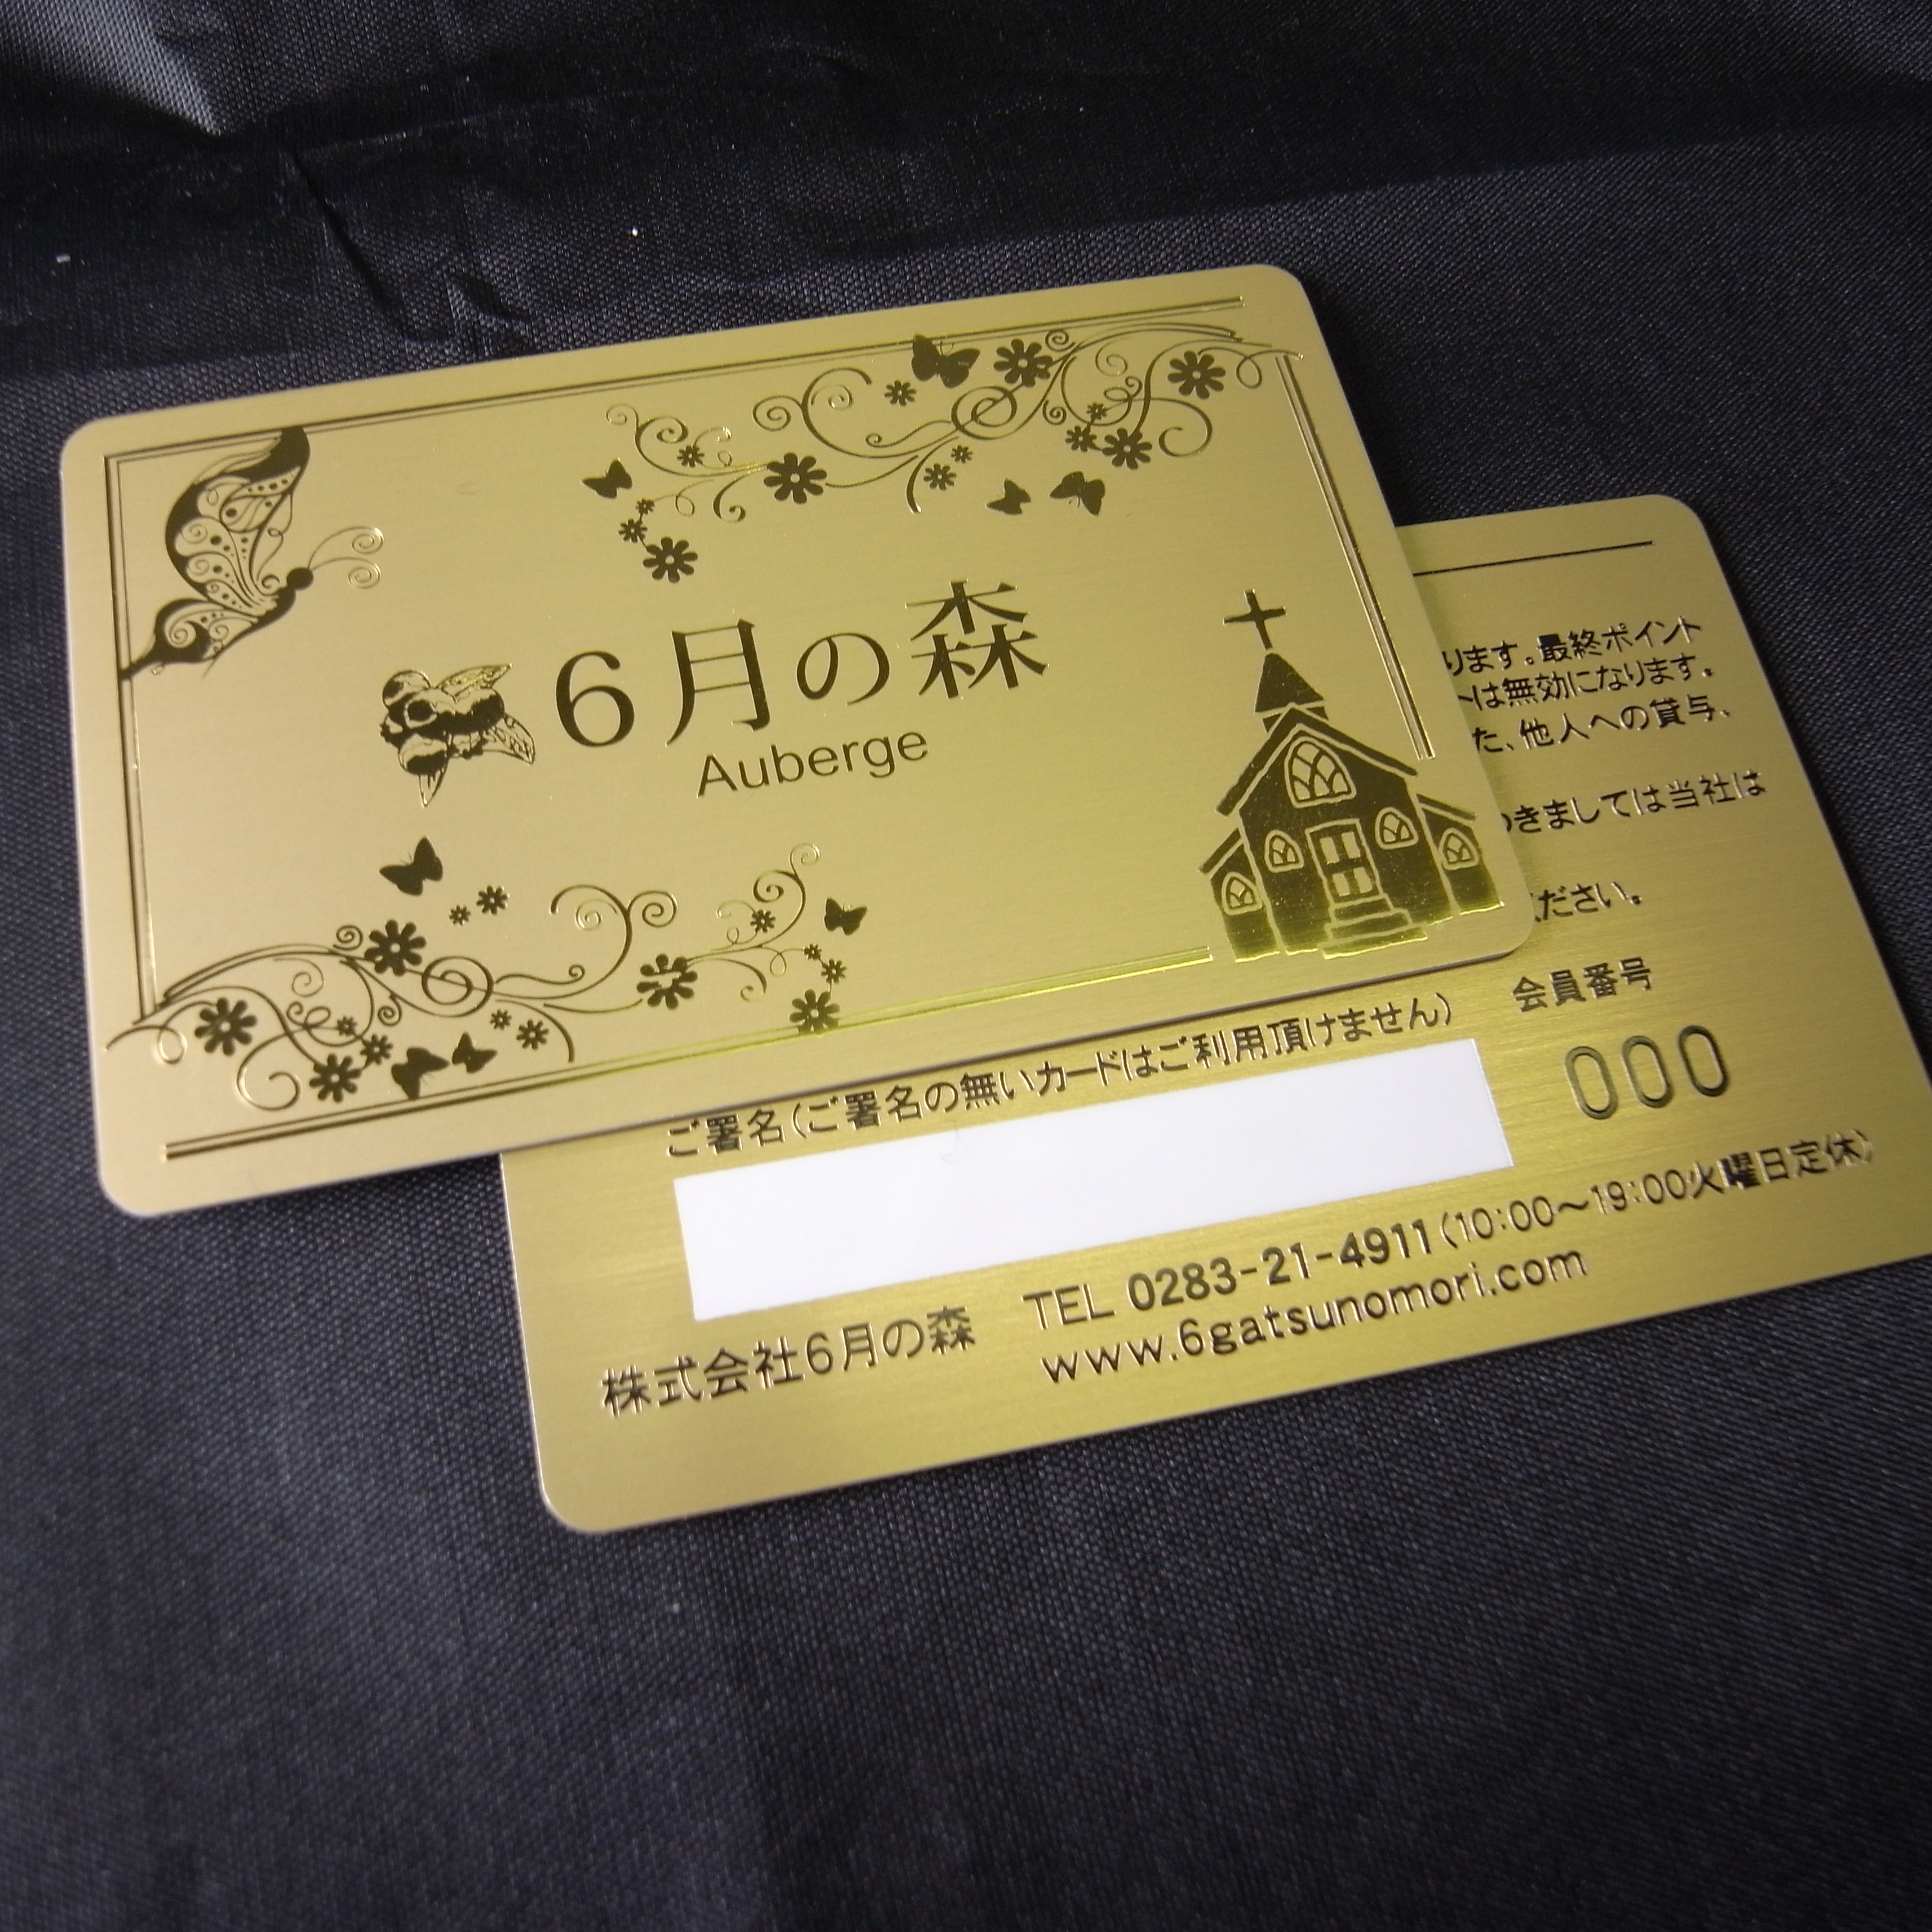 6月の森
Auberge
ります。最終ポイント
トは無効になります。
た、他人への貸与、
つきましては当社は
ください。
会員番号
000
ご署名(ご署名の無いカードはご利用頂けません)
株式会社6月の森
TEL 0283-21-4911(10:00〜19:00火曜日定休)
www.6gatsunomori.com